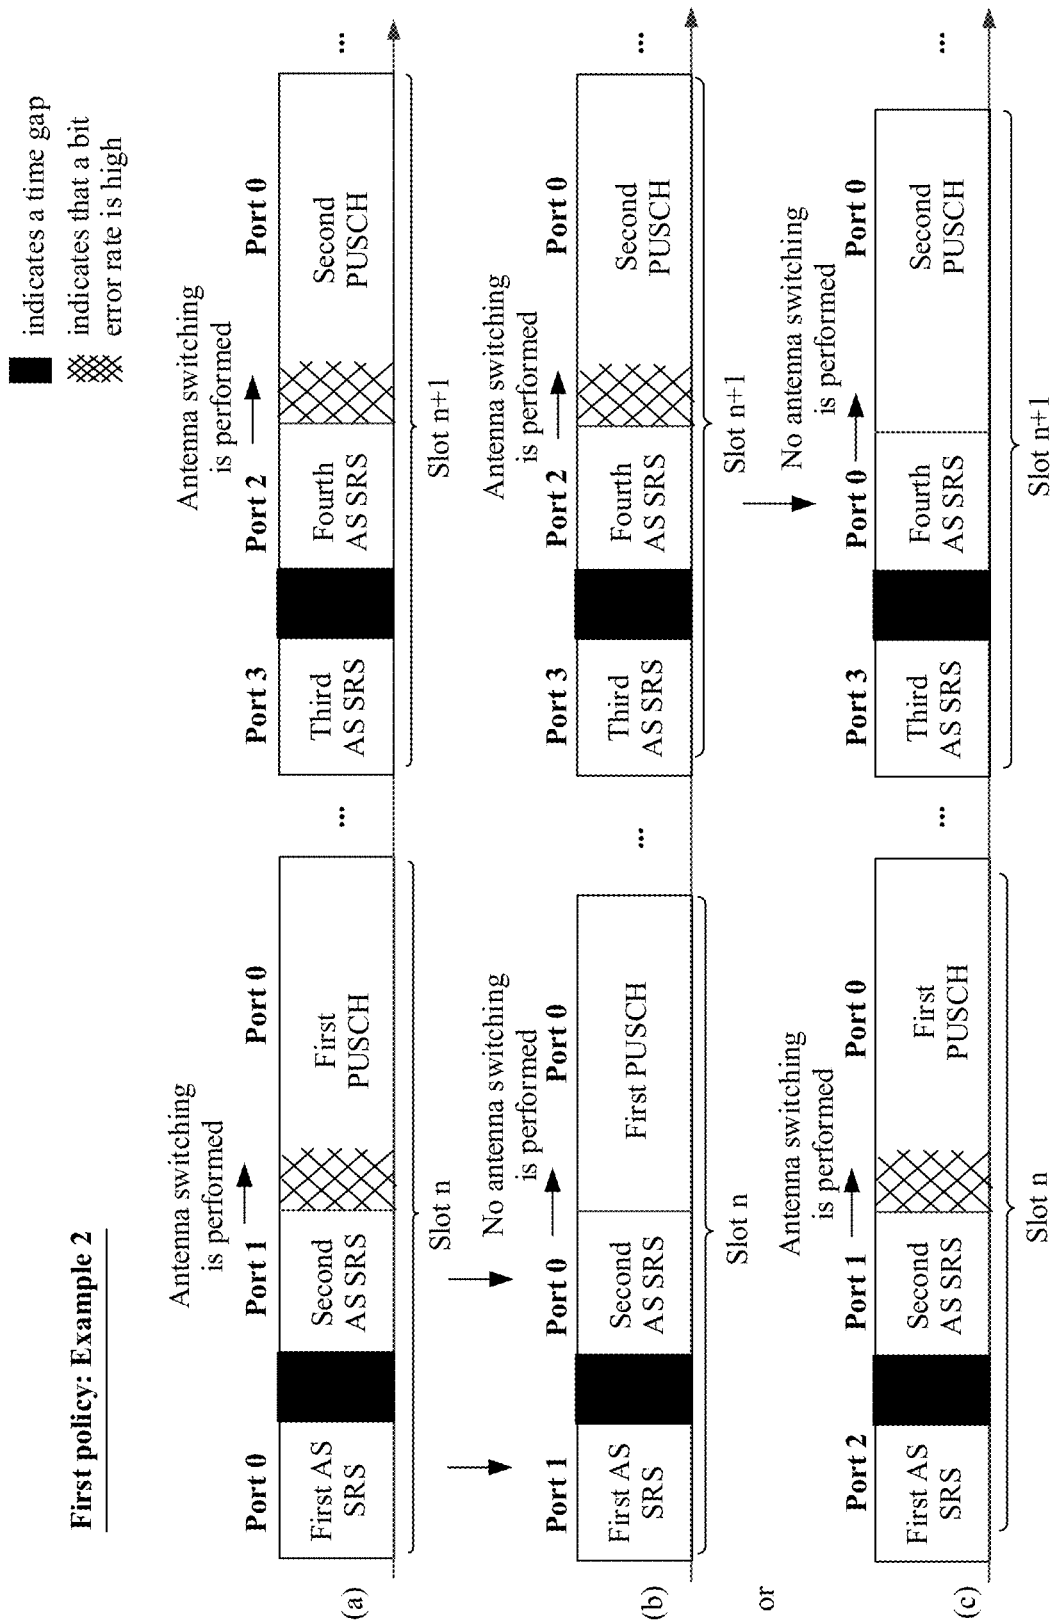 First policy: Example 2
indicates a time gap
indicates that a bit
error rate is high
(a)
Port 0
First AS
SRS
Port 1
Second
AS SRS
Antenna switching
is performed
Port 0
First
PUSCH
Slot n
...
Port 3
Third
AS SRS
Port 2
Fourth
AS SRS
Antenna switching
is performed
Port 0
Second
PUSCH
Slot n+1
...
(b)
Port 1
First AS
SRS
Port 0
Second
AS SRS
No antenna switching
is performed
Port 0
First PUSCH
Slot n
...
Port 3
Third
AS SRS
Port 2
Fourth
AS SRS
Antenna switching
is performed
Port 0
Second
PUSCH
Slot n+1
...
or
(c)
Port 2
First AS
SRS
Port 1
Second
AS SRS
Antenna switching
is performed
Port 0
First
PUSCH
Slot n
...
Port 3
Third
AS SRS
Port 0
Fourth
AS SRS
No antenna switching
is performed
Port 0
Second
PUSCH
Slot n+1
...